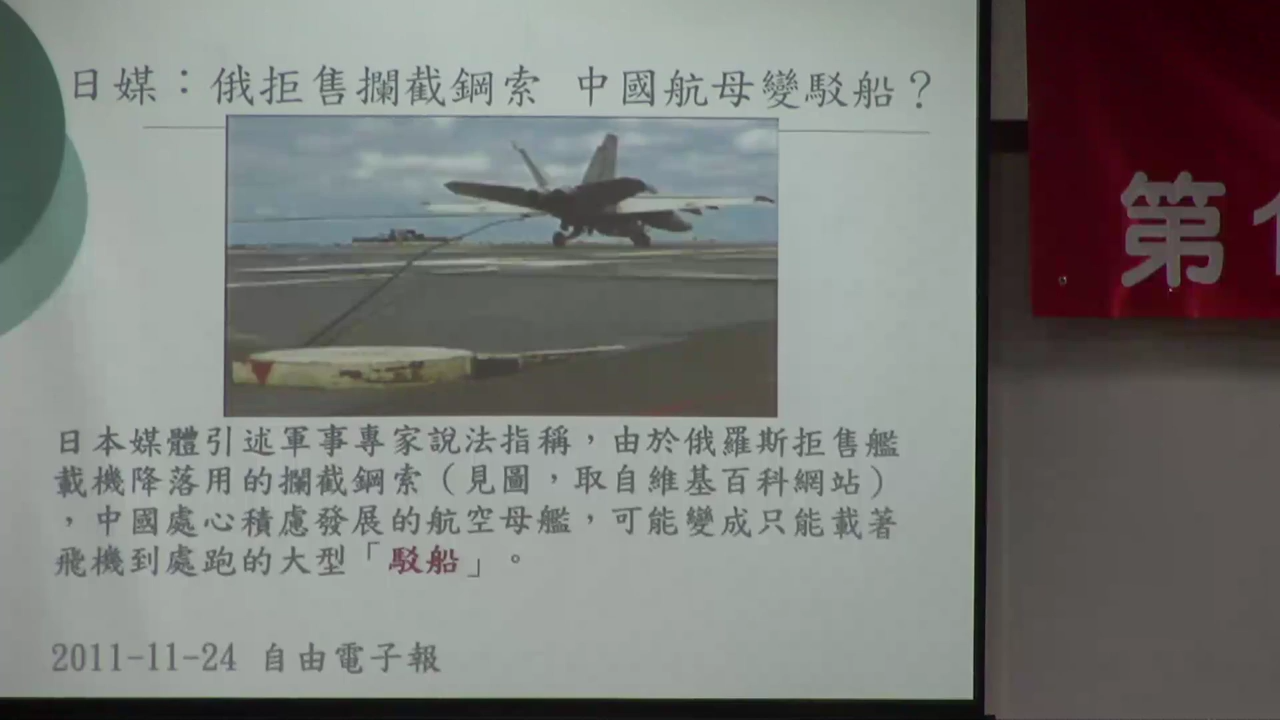 日媒：俄拒售攔截鋼索 中國航母變駁船？
日本媒體引述軍事專家說法指稱，由於俄羅斯拒售艦
載機降落用的攔截鋼索（見圖，取自維基百科網站）
，中國處心積慮發展的航空母艦，可能變成只能載著
飛機到處跑的大型「駁船」。
2011-11-24 自由電子報
第